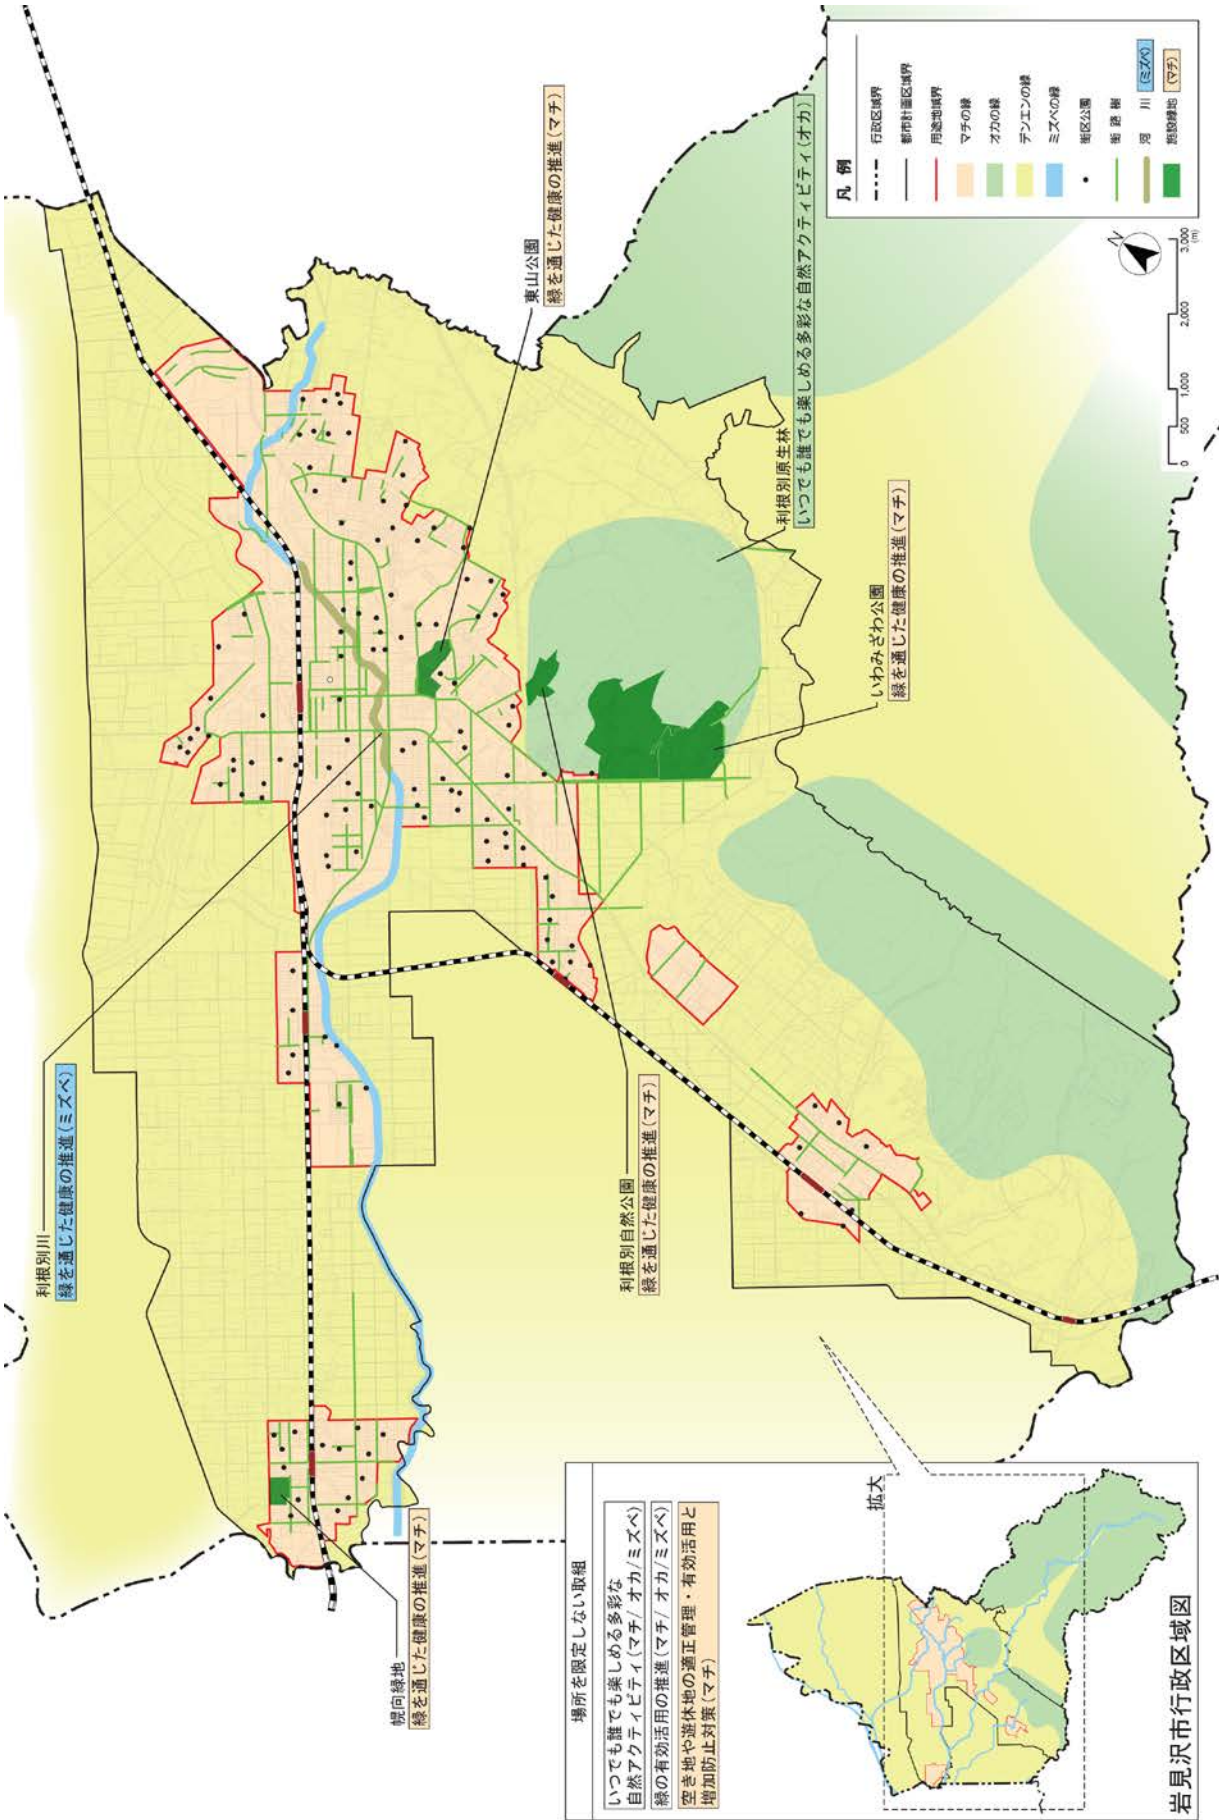 利根別川
緑を通じた健康の推進(ミズベ)
幌向緑地
緑を通じた健康の推進(マチ)
東山公園
緑を通じた健康の推進(マチ)
利根別自然公園
緑を通じた健康の推進(マチ)
利根別原生林
いつでも誰でも楽しめる多彩な自然アクティビティ(オカ)
いわみざわ公園
緑を通じた健康の推進(マチ)
凡 例
行政区域界
都市計画区域界
用途地域界
マチの緑
オカの緑
デンエンの緑
ミズベの緑
街区公園
街 路 樹
河 川 (ミズベ)
施設緑地 (マチ)
N
0 500 1,000 2,000 3,000
(m)
場所を限定しない取組
いつでも誰でも楽しめる多彩な
自然アクティビティ(マチ/オカ/ミズベ)
緑の有効活用の推進(マチ/オカ/ミズベ)
空き地や遊休地の適正管理・有効活用と
増加防止対策(マチ)
拡大
岩見沢市行政区域図